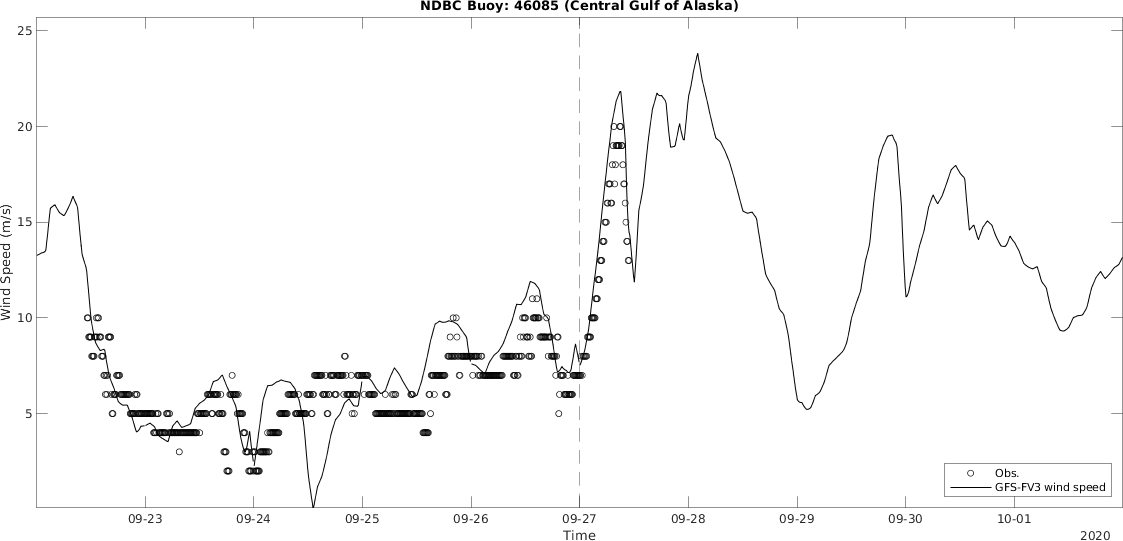 NDBC Buoy: 46085 (Central Gulf of Alaska)
25
20
15
10
5
Wind Speed (m/s)
Obs.
GFS-FV3 wind speed
09-23 09-24 09-25 09-26 09-27 09-28 09-29 09-30 10-01
Time
2020